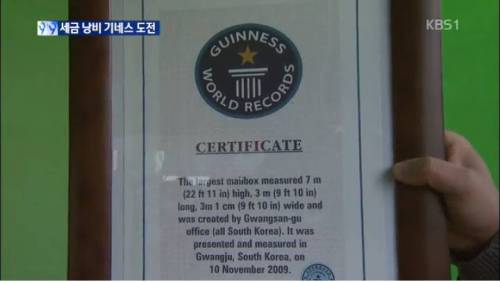 세금 낭비 기네스 도전
KBS1
GUINNESS
WORLD RECORDS
CERTIFICATE
The largest mailbox measured 7 m
(22 ft 11 in) high, 3 m (9 ft 10 in)
long, 3m 1 cm (9 ft 10 in) wide and
was created by Gwangsan-gu
office (all South Korea). It was
presented and measured in
Gwangju, South Korea, on
10 November 2009.